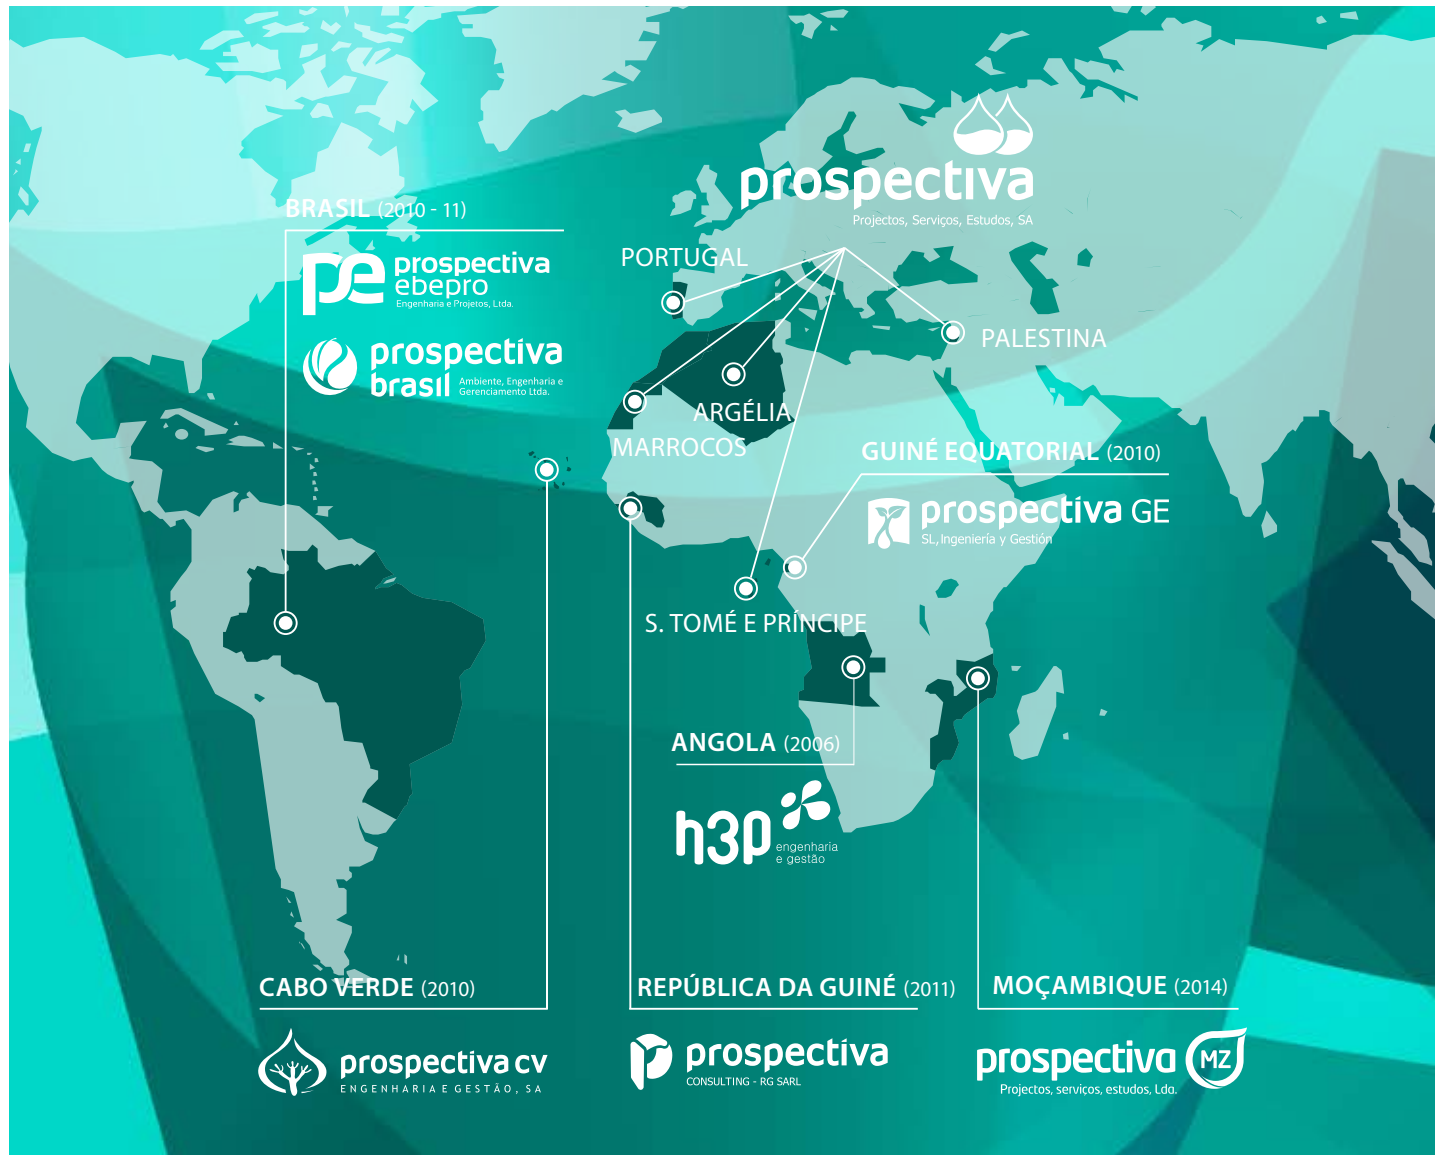 prospectiva
Projectos, Serviços, Estudos, SA
BRASIL (2010 - 11)
pe prospectiva
ebepro
Engenharia e Projetos, Ltda.
prospectiva
brasil Ambiente, Engenharia e
Gerenciamento Ltda.
PORTUGAL
PALESTINA
ARGÉLIA
MARROCOS
GUINÉ EQUATORIAL (2010)
prospectiva GE
SL, Ingeniería y Gestión
S. TOMÉ E PRÍNCIPE
ANGOLA (2006)
h3p engenharia
e gestão
CABO VERDE (2010)
prospectiva cv
ENGENHARIA E GESTÃO, SA
REPÚBLICA DA GUINÉ (2011)
prospectiva
CONSULTING - RG SARL
MOÇAMBIQUE (2014)
prospectiva MZ
Projectos, serviços, estudos, Lda.